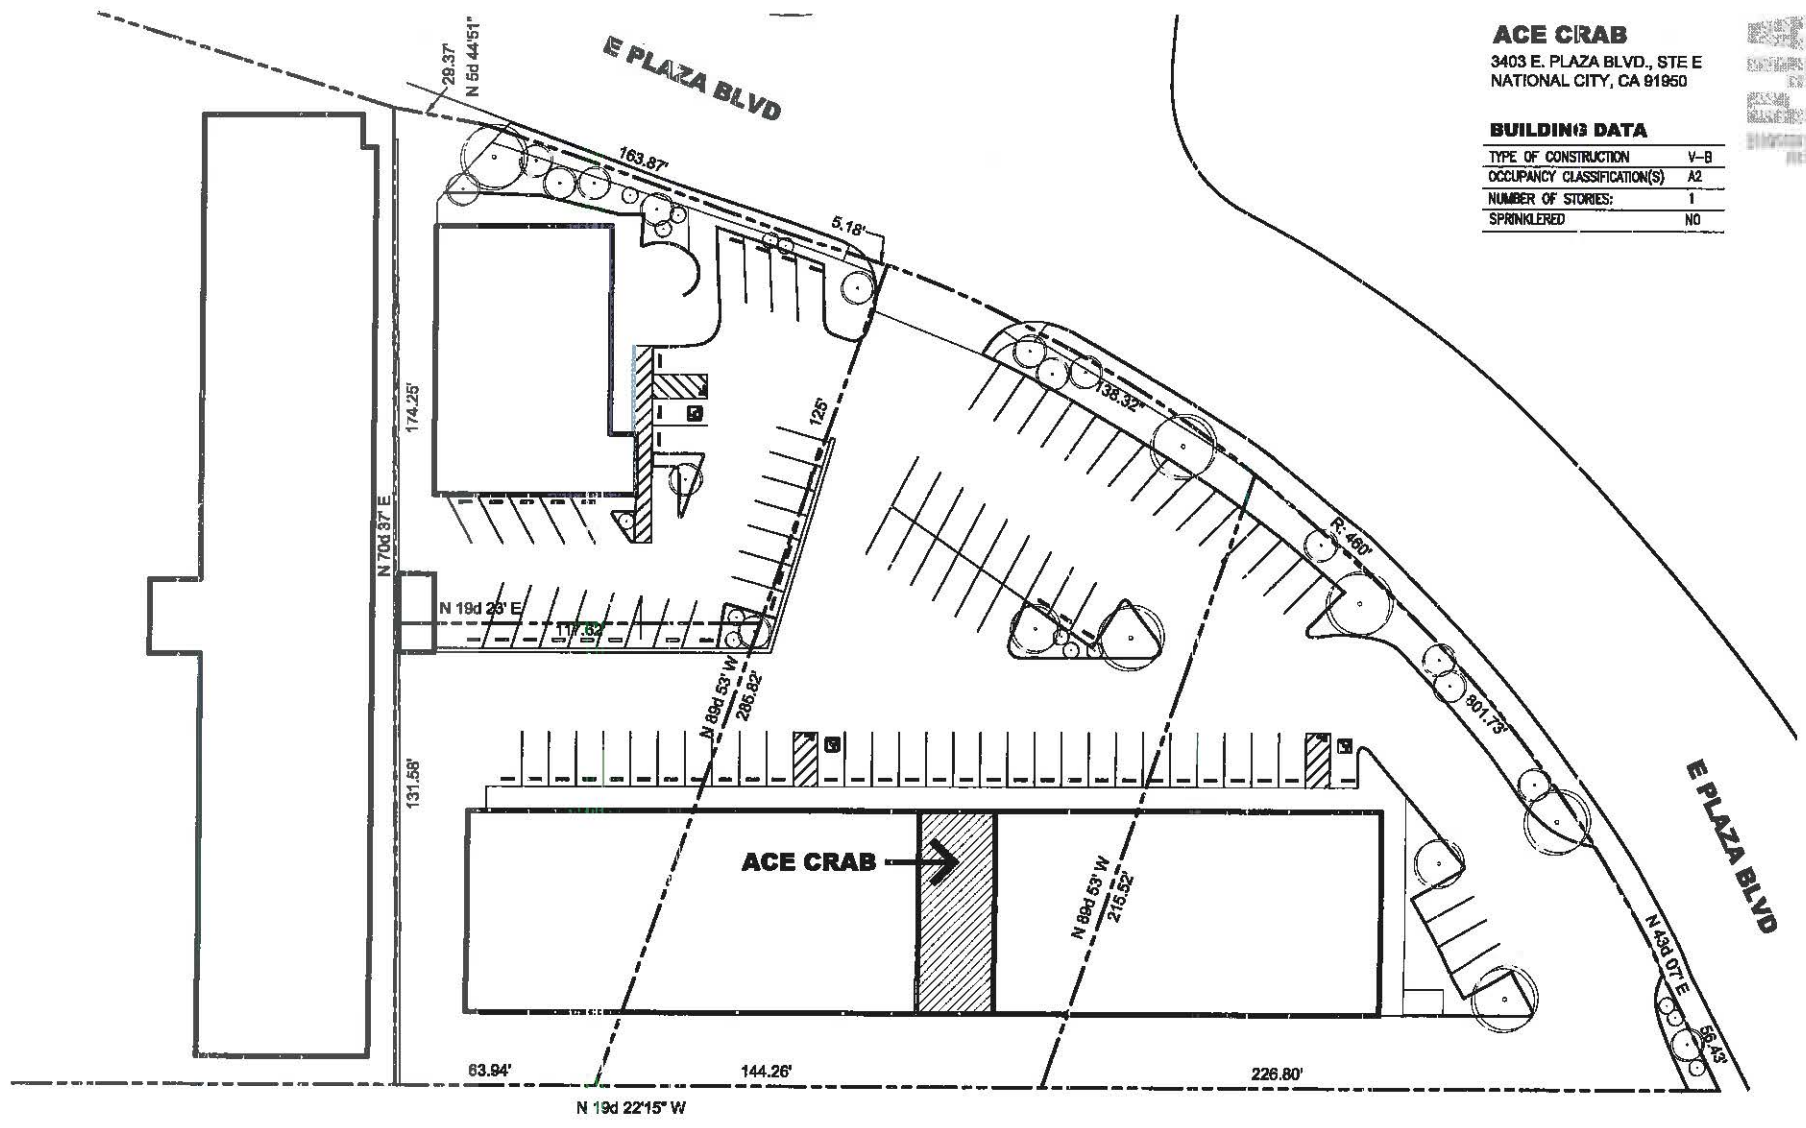 ACE CRAB
3403 E. PLAZA BLVD., STE E
NATIONAL CITY, CA 91950
BUILDING DATA
TYPE OF CONSTRUCTION V-B
OCCUPANCY CLASSIFICATION(S) A2
NUMBER OF STORIES: 1
SPRINKLERED NO
E PLAZA BLVD
29.37'
N 5d 44'51"
163.87'
5.18'
174.25'
N 70d 37' E
125'
138.32"
R: 460'
N 19d 23' E
117.62'
N 89d 53' W
285.82'
801.73'
131.58'
E PLAZA BLVD
ACE CRAB
N 89d 53' W
215.52'
N 43d 07' E
56.43'
63.94'
144.26'
226.80'
N 19d 22'15" W